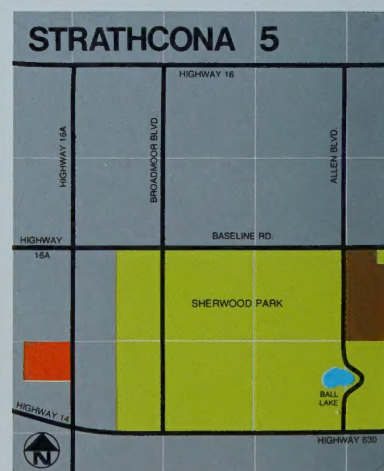 STRATHCONA 5
HIGHWAY 16
HIGHWAY 16A
BROADMOOR BLVD.
ALLEN BLVD.
BASELINE RD.
HIGHWAY
16A
SHERWOOD PARK
BALL
LAKE
HIGHWAY 14
HIGHWAY 630
N